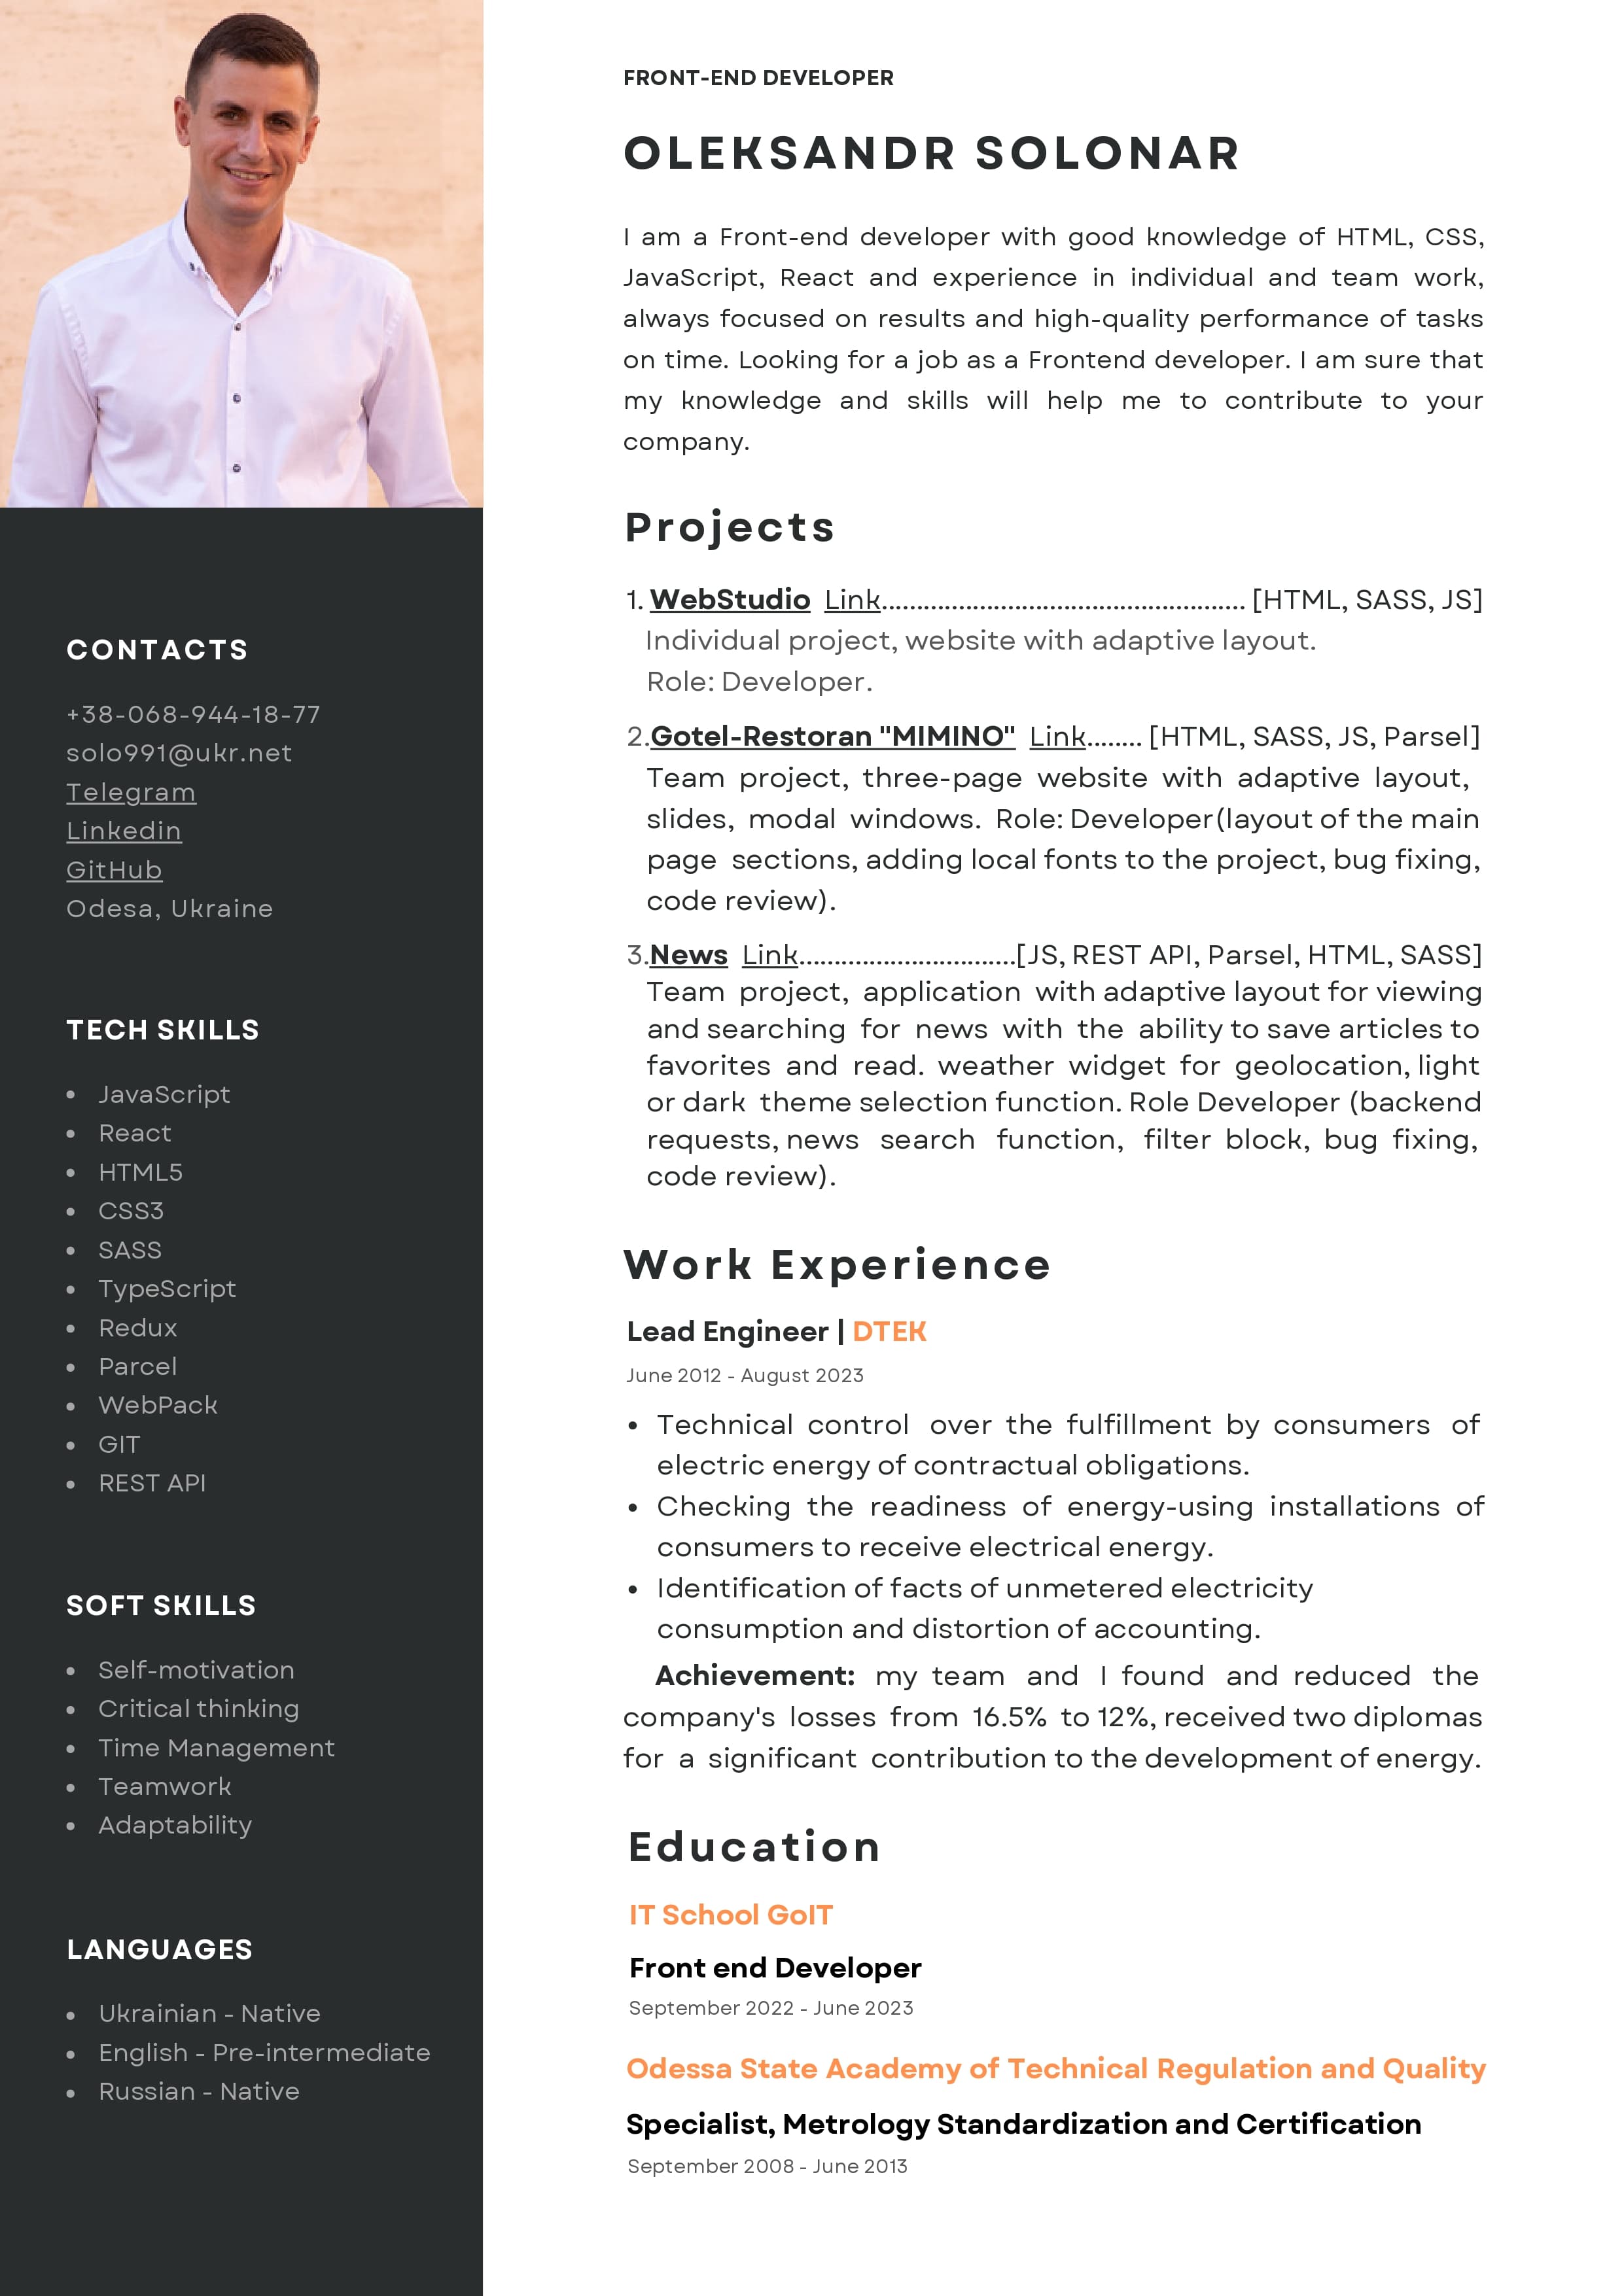 CONTACTS
+38-068-944-18-77
solo991@ukr.net
Telegram
Linkedin
GitHub
Odesa, Ukraine
TECH SKILLS
• JavaScript
• React
• HTML5
• CSS3
• SASS
• TypeScript
• Redux
• Parcel
• WebPack
• GIT
• REST API
SOFT SKILLS
• Self-motivation
• Critical thinking
• Time Management
• Teamwork
• Adaptability
LANGUAGES
• Ukrainian - Native
• English - Pre-intermediate
• Russian - Native
FRONT-END DEVELOPER
OLEKSANDR SOLONAR
I am a Front-end developer with good knowledge of HTML, CSS,
JavaScript, React and experience in individual and team work,
always focused on results and high-quality performance of tasks
on time. Looking for a job as a Frontend developer. I am sure that
my knowledge and skills will help me to contribute to your
company.
Projects
1. WebStudio Link.................................................... [HTML, SASS, JS]
Individual project, website with adaptive layout.
Role: Developer.
2.Gotel-Restoran "MIMINO" Link........ [HTML, SASS, JS, Parsel]
Team project, three-page website with adaptive layout,
slides, modal windows. Role: Developer(layout of the main
page sections, adding local fonts to the project, bug fixing,
code review).
3.News Link...............................[JS, REST API, Parsel, HTML, SASS]
Team project, application with adaptive layout for viewing
and searching for news with the ability to save articles to
favorites and read. weather widget for geolocation, light
or dark theme selection function. Role Developer (backend
requests, news search function, filter block, bug fixing,
code review).
Work Experience
Lead Engineer | DTEK
June 2012 - August 2023
• Technical control over the fulfillment by consumers of
electric energy of contractual obligations.
• Checking the readiness of energy-using installations of
consumers to receive electrical energy.
• Identification of facts of unmetered electricity
consumption and distortion of accounting.
Achievement: my team and I found and reduced the
company's losses from 16.5% to 12%, received two diplomas
for a significant contribution to the development of energy.
Education
IT School GoIT
Front end Developer
September 2022 - June 2023
Odessa State Academy of Technical Regulation and Quality
Specialist, Metrology Standardization and Certification
September 2008 - June 2013